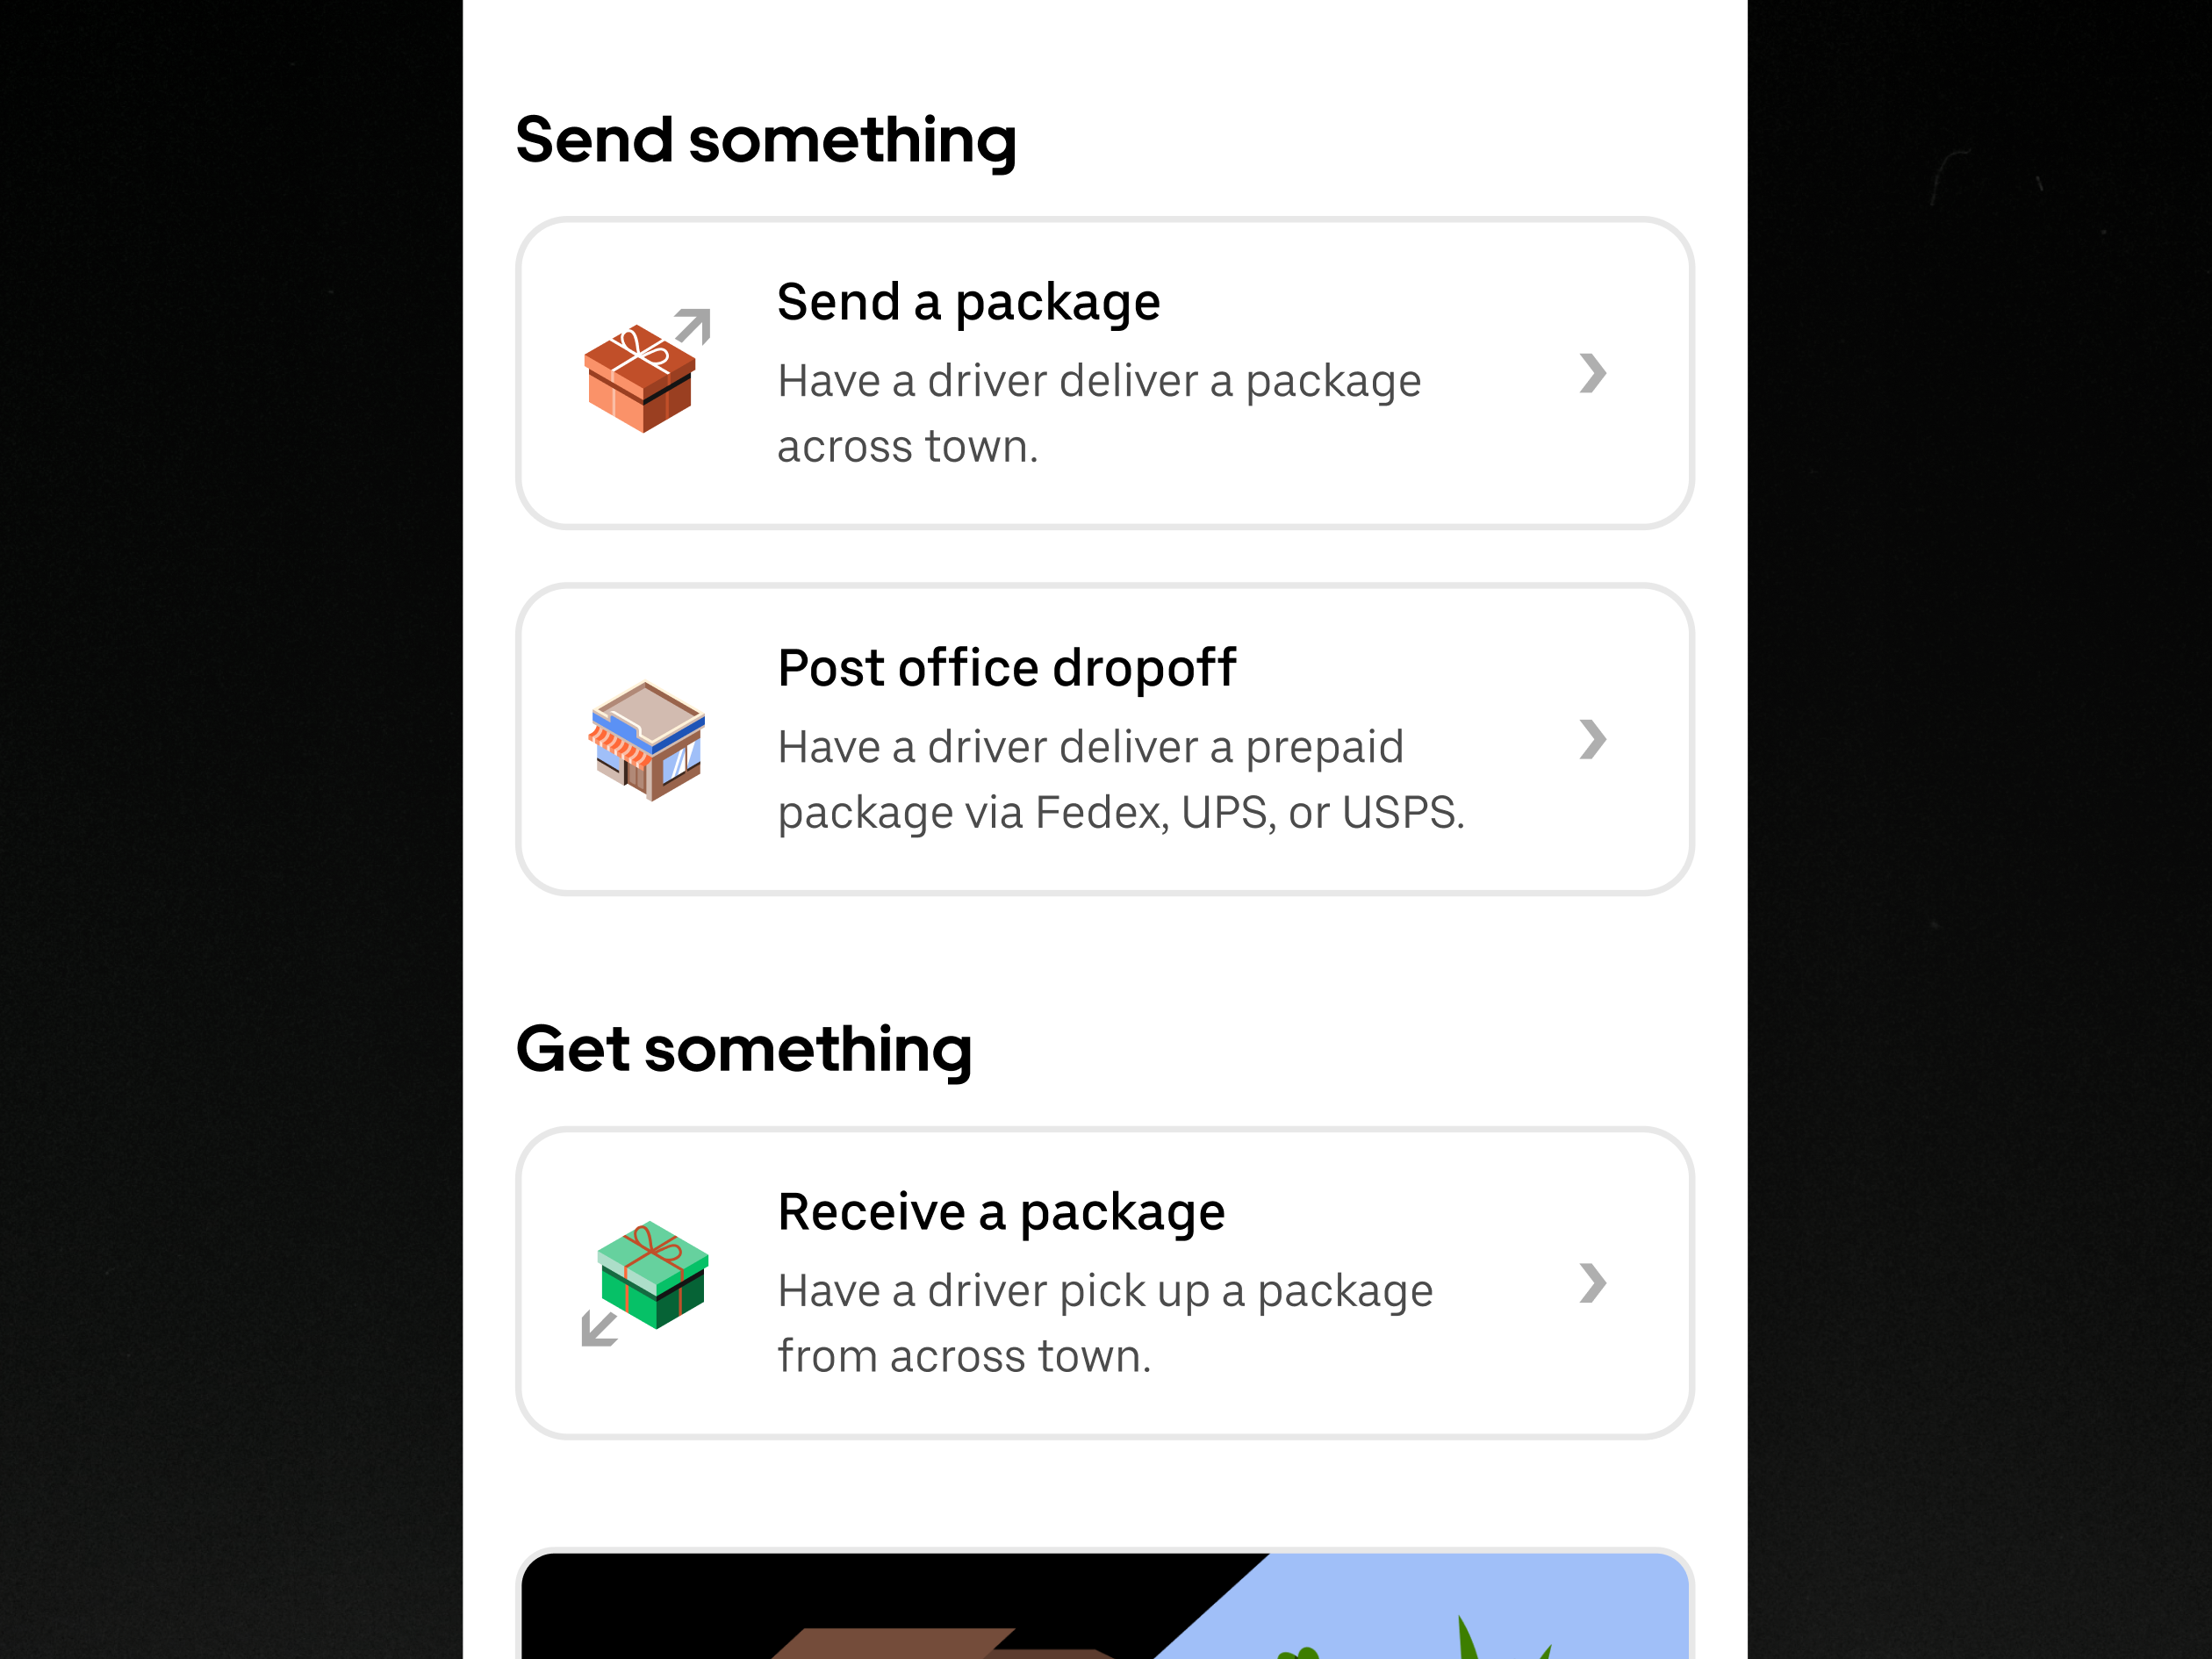 Send something
Send a package
Have a driver deliver a package
across town.
Post office dropoff
Have a driver deliver a prepaid
package via Fedex, UPS, or USPS.
Get something
Receive a package
Have a driver pick up a package
from across town.